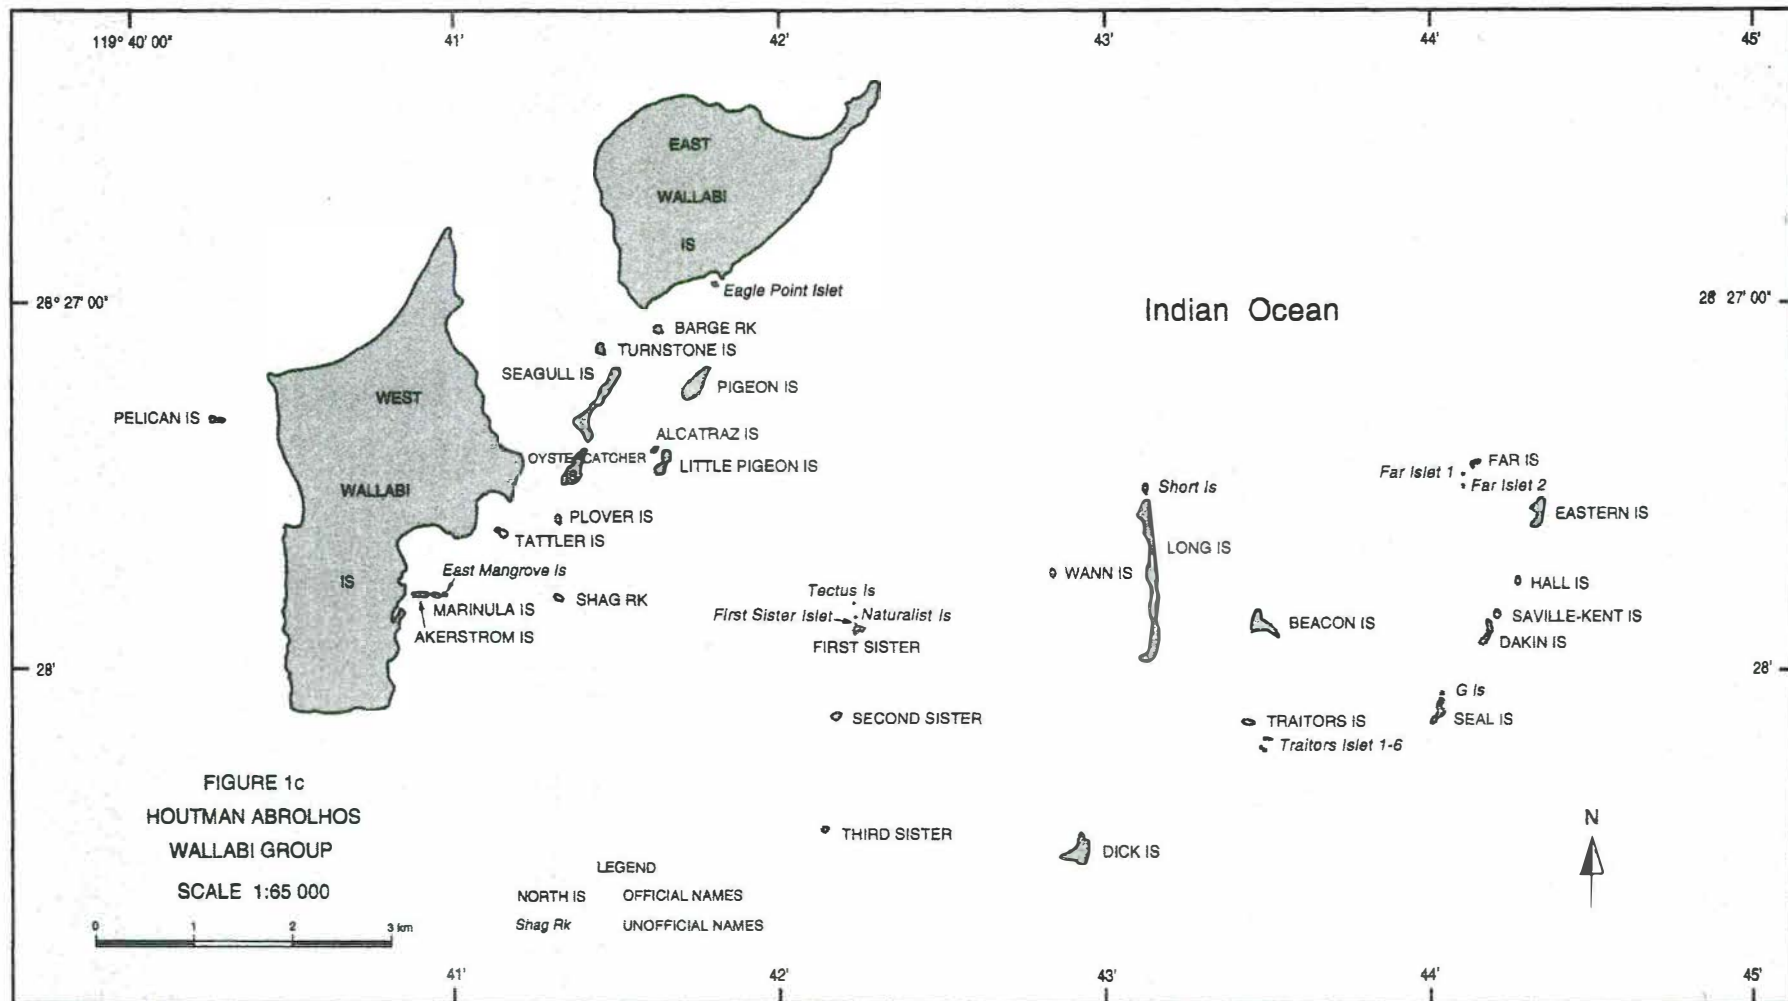 119° 40' 00"
41'
42'
43'
44'
45'
EAST
WALLABI
IS
Eagle Point Islet
26° 27' 00"
28' 27' 00"
Indian Ocean
BARGE RK
TURNSTONE IS
SEAGULL IS
PIGEON IS
WEST
PELICAN IS
ALCATRAZ IS
OYSTERCATCHER
IS
LITTLE PIGEON IS
WALLABI
FAR IS
Far Islet 1
Far Islet 2
Short Is
EASTERN IS
PLOVER IS
TATTLER IS
LONG IS
East Mangrove Is
WANN IS
IS
HALL IS
Tectus Is
SHAG RK
MARINULA IS
First Sister Islet
Naturalist Is
SAVILLE-KENT IS
BEACON IS
AKERSTROM IS
FIRST SISTER
DAKIN IS
28'
28'
G Is
SECOND SISTER
TRAITORS IS
SEAL IS
Traitors Islet 1-6
FIGURE 1c
HOUTMAN ABROLHOS
WALLABI GROUP
SCALE 1:65 000
0 1 2 3 km
THIRD SISTER
DICK IS
N
LEGEND
NORTH IS OFFICIAL NAMES
Shag Rk UNOFFICIAL NAMES
41'
42'
43'
44'
45'